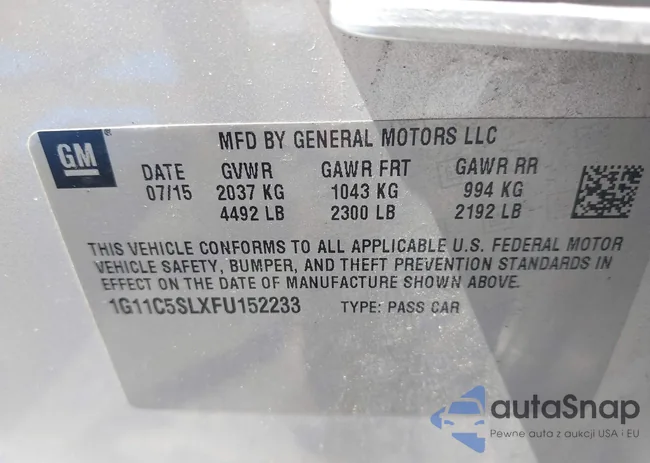 GM
MFD BY GENERAL MOTORS LLC
DATE GVWR GAWR FRT GAWR RR
07/15 2037 KG 1043 KG 994 KG
4492 LB 2300 LB 2192 LB
THIS VEHICLE CONFORMS TO ALL APPLICABLE U.S. FEDERAL MOTOR
VEHICLE SAFETY, BUMPER, AND THEFT PREVENTION STANDARDS IN
EFFECT ON THE DATE OF MANUFACTURE SHOWN ABOVE.
1G11C5SLXFU152233 TYPE: PASS CAR
autaSnap
Pewne auta z aukcji USA i EU